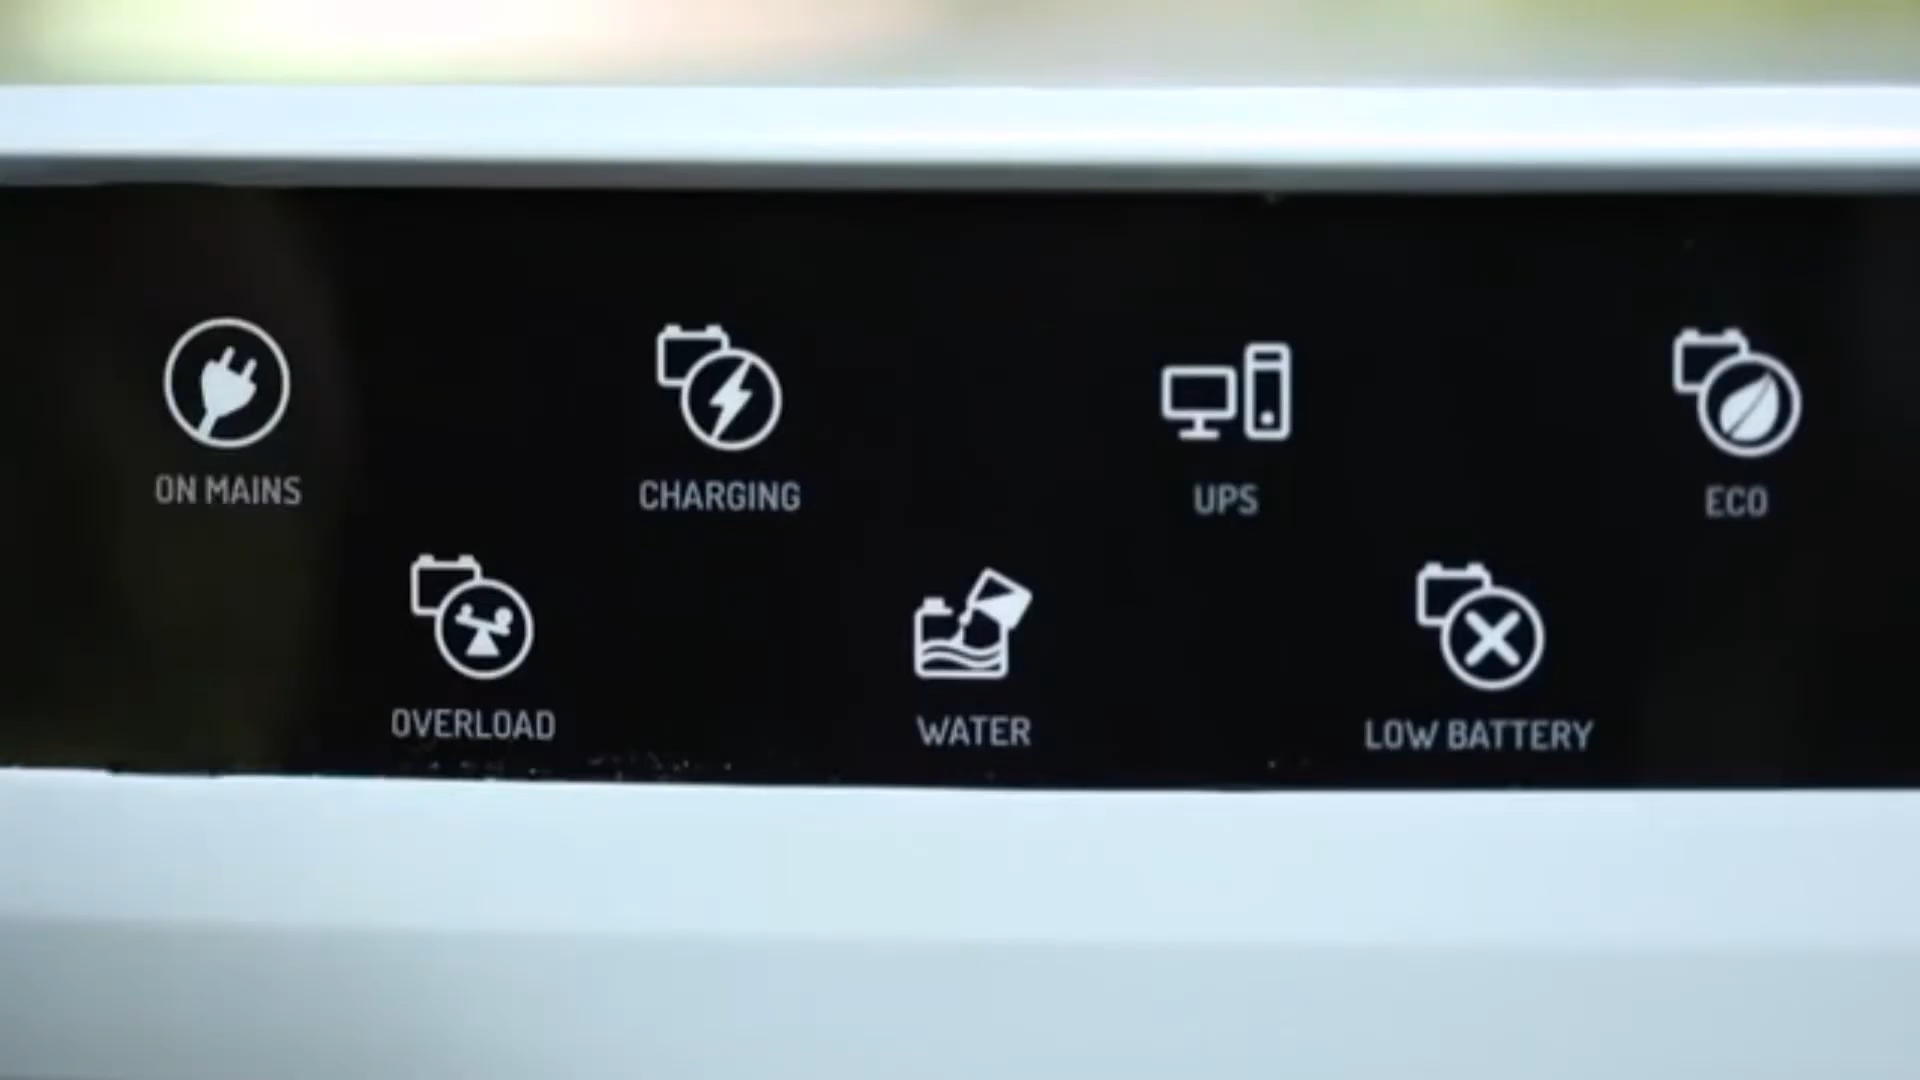 ON MAINS
CHARGING
UPS
ECO
OVERLOAD
WATER
LOW BATTERY